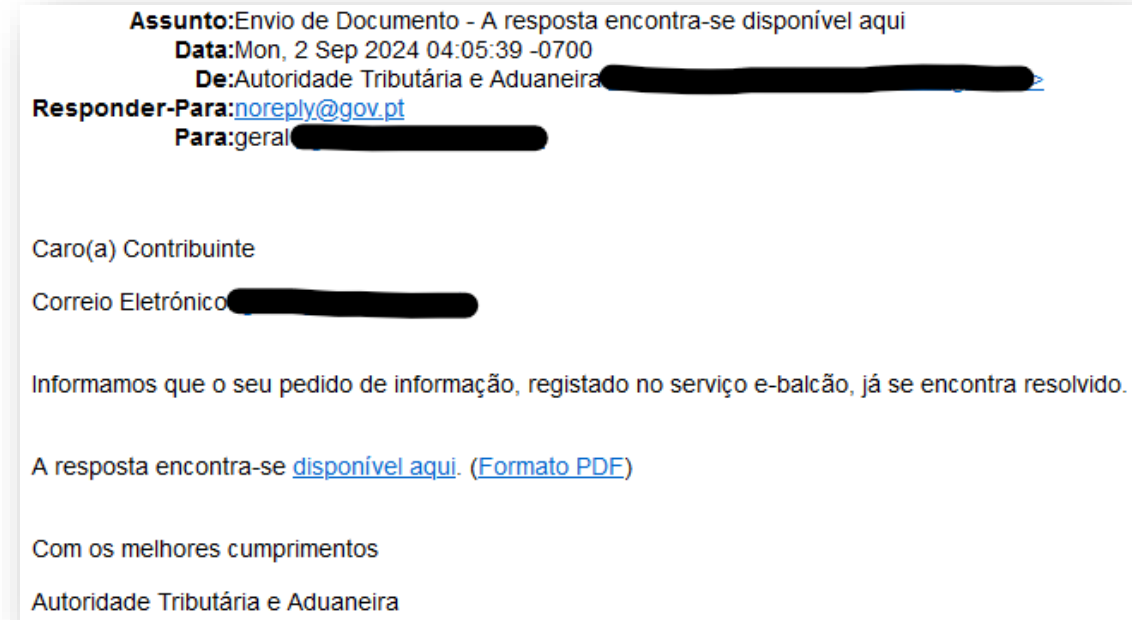 Assunto:Envio de Documento - A resposta encontra-se disponível aqui
Data:Mon, 2 Sep 2024 04:05:39 -0700
De:Autoridade Tributária e Aduaneira >
Responder-Para:noreply@gov.pt
Para:geral
Caro(a) Contribuinte
Correio Eletrónico
Informamos que o seu pedido de informação, registado no serviço e-balcão, já se encontra resolvido.
A resposta encontra-se disponível aqui. (Formato PDF)
Com os melhores cumprimentos
Autoridade Tributária e Aduaneira